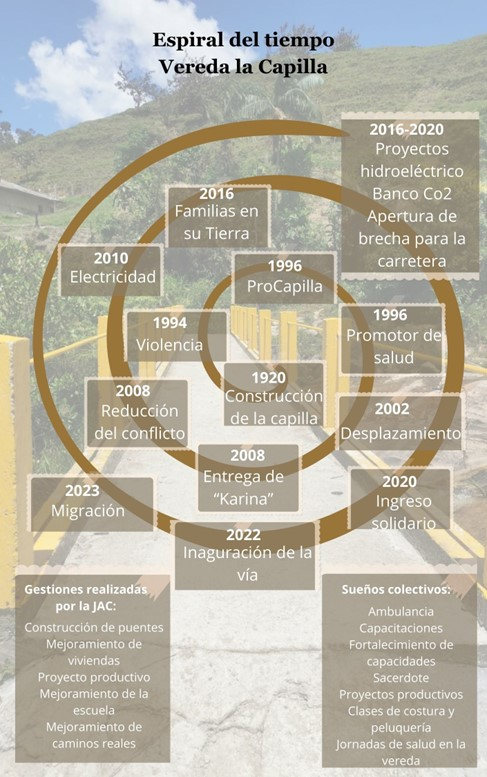 Espiral del tiempo
Vereda la Capilla
2016-2020
Proyectos
hidroeléctrico
Banco Co2
Apertura de
brecha para la
carretera
2016
Familias en
su Tierra
2010
Electricidad
1996
ProCapilla
1994
Violencia
1996
Promotor de
salud
1920
Construcción
de la capilla
2008
Reducción
del conflicto
2002
Desplazamiento
2008
Entrega de
“Karina”
2023
Migración
2020
Ingreso
solidario
2022
Inaguración de la
vía
Gestiones realizadas
por la JAC:
Construcción de puentes
Mejoramiento de
viviendas
Proyecto productivo
Mejoramiento de la
escuela
Mejoramiento de
caminos reales
Sueños colectivos:
Ambulancia
Capacitaciones
Fortalecimiento de
capacidades
Sacerdote
Proyectos productivos
Clases de costura y
peluquería
Jornadas de salud en la
vereda